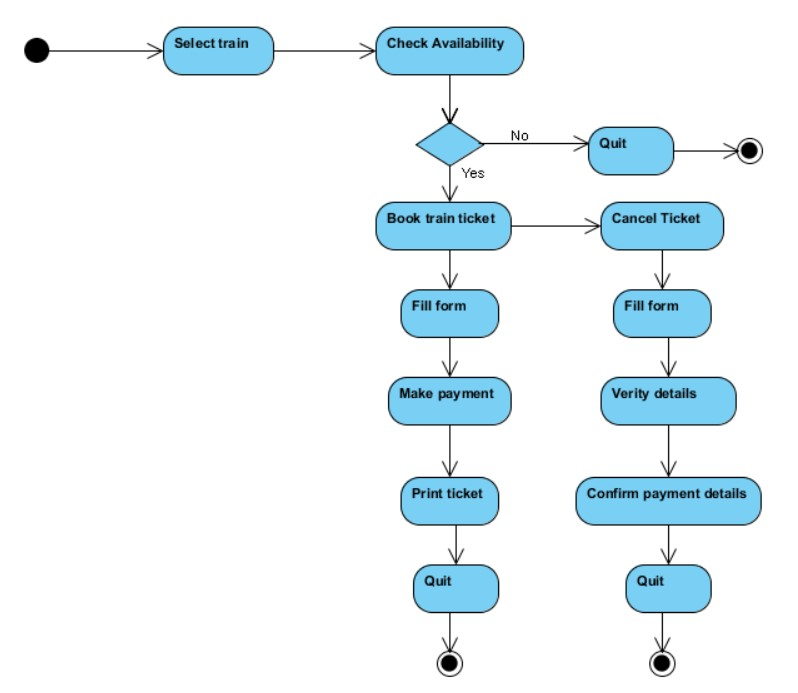 Select train
Check Availability
No
Quit
Yes
Book train ticket
Cancel Ticket
Fill form
Fill form
Make payment
Verity details
Print ticket
Confirm payment details
Quit
Quit